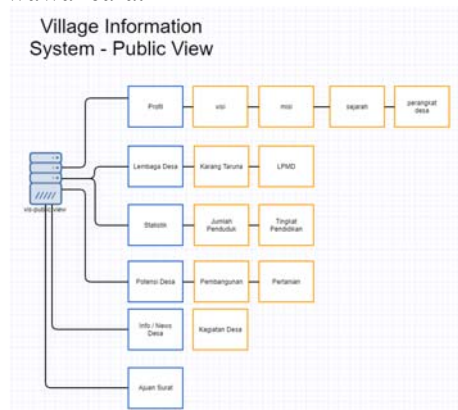 Village Information
System - Public View
Profil
visi
misi
sejarah
perangkat
desa
Lembaga Desa
Karang Taruna
LPMD
vis-public-view
Statistik
Jumlah
Penduduk
Tingkat
Pendidikan
Potensi Desa
Pembangunan
Pertanian
Info / News
Desa
Kegiatan Desa
Ajuan Surat